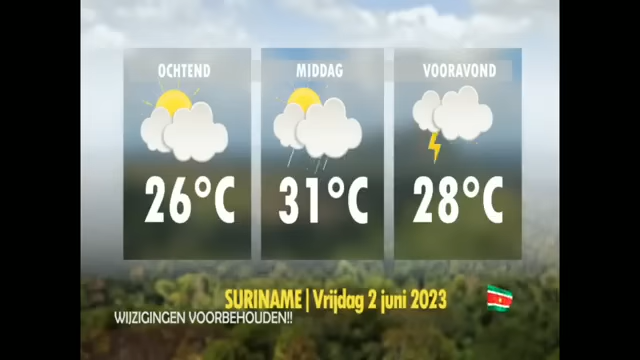 OCHTEND
MIDDAG
VOORAVOND
26°C
31°C
28°C
SURINAME | Vrijdag 2 juni 2023
WIJZIGINGEN VOORBEHOUDEN!!